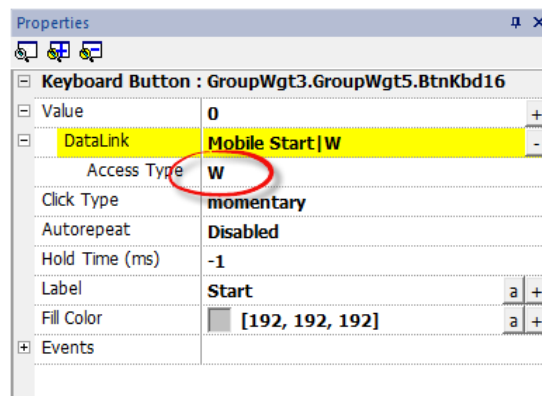 Properties
Keyboard Button : GroupWgt3.GroupWgt5.BtnKbd16
Value 0 +
DataLink Mobile Start|W -
Access Type W
Click Type momentary
Autorepeat Disabled
Hold Time (ms) -1
Label Start a +
Fill Color [192, 192, 192] a +
Events